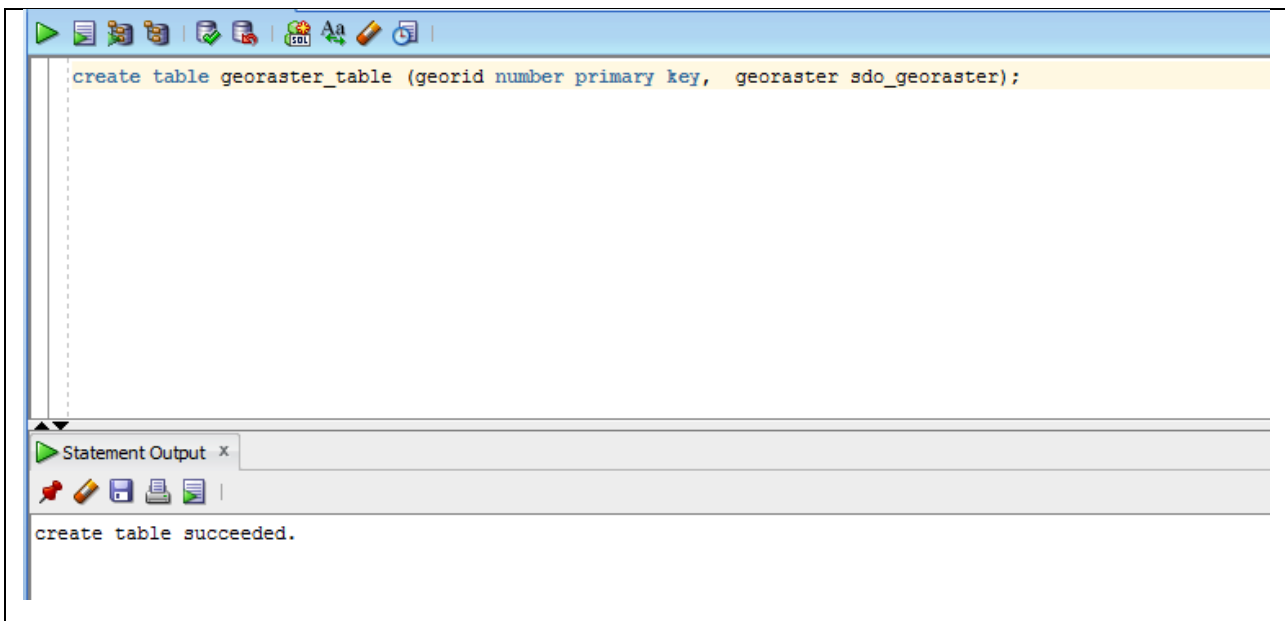 create table georaster_table (georid number primary key,  georaster sdo_georaster);
Statement Output x
create table succeeded.